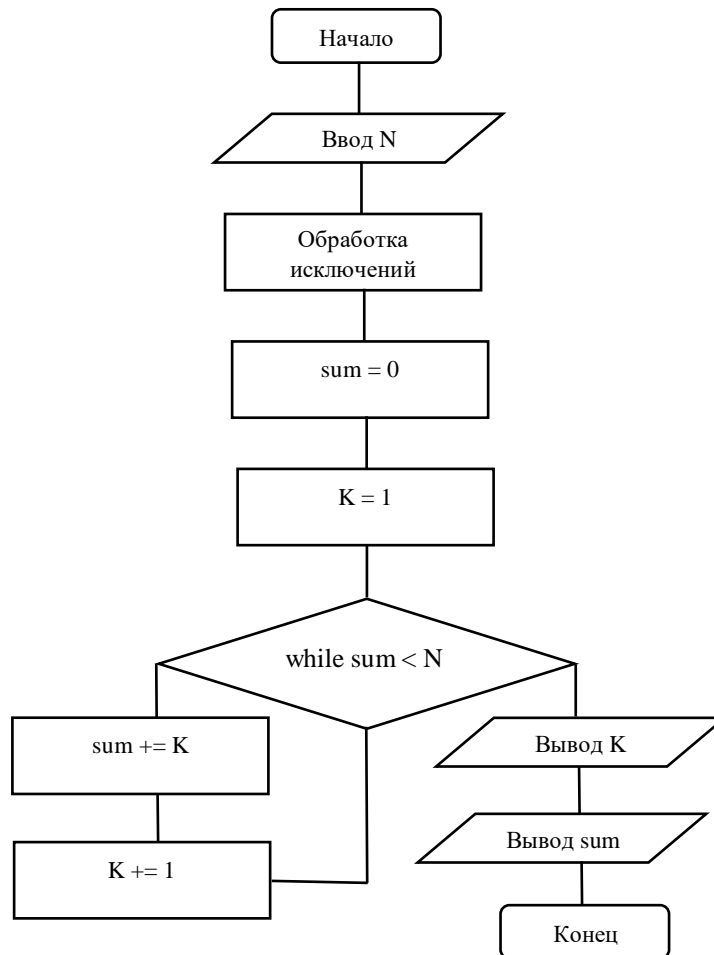 Начало
Ввод N
Обработка
исключений
sum = 0
K = 1
while sum < N
sum += K
K += 1
Вывод K
Вывод sum
Конец